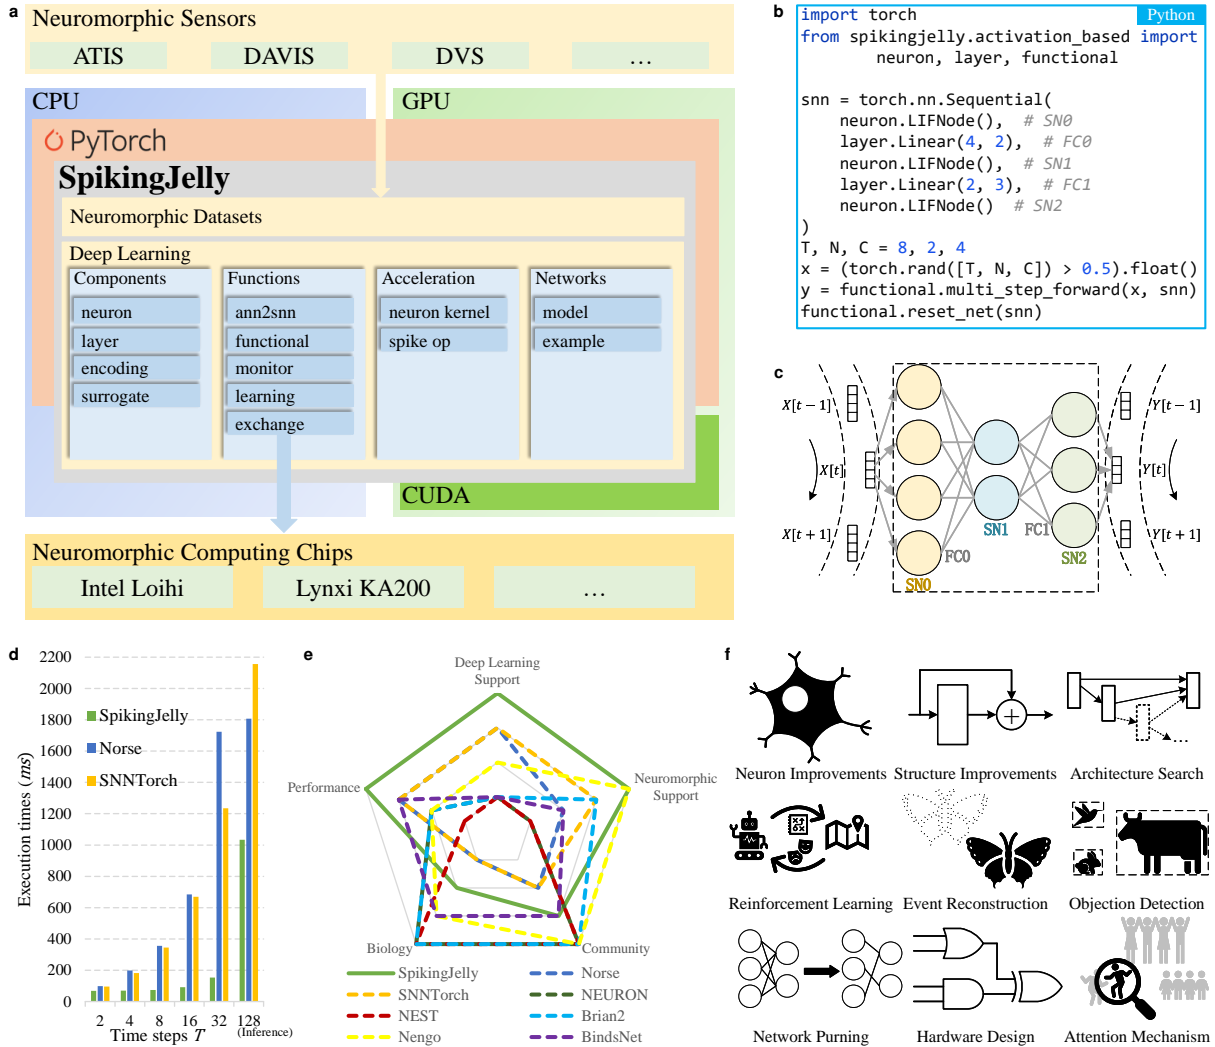 a
Neuromorphic Sensors
ATIS
DAVIS
DVS
...
CPU
GPU
PyTorch
SpikingJelly
Neuromorphic Datasets
Deep Learning
Components
neuron
layer
encoding
surrogate
Functions
ann2snn
functional
monitor
learning
exchange
Acceleration
neuron kernel
spike op
Networks
model
example
CUDA
Neuromorphic Computing Chips
Intel Loihi
Lynxi KA200
...
b
Python
import torch
from spikingjelly.activation_based import
neuron, layer, functional
snn = torch.nn.Sequential(
neuron.LIFNode(), # SN0
layer.Linear(4, 2), # FC0
neuron.LIFNode(), # SN1
layer.Linear(2, 3), # FC1
neuron.LIFNode() # SN2
)
T, N, C = 8, 2, 4
x = (torch.rand([T, N, C]) > 0.5).float()
y = functional.multi_step_forward(x, snn)
functional.reset_net(snn)
c
X[t−1]
X[t]
X[t+1]
SN0
FC0
SN1
FC1
SN2
Y[t−1]
Y[t]
Y[t+1]
d
Execution times (ms)
2200
2000
1800
1600
1400
1200
1000
800
600
400
200
0
SpikingJelly
Norse
SNNTorch
2 4 8 16 32 128
(Inference)
Time steps T
e
Deep Learning
Support
Performance
Neuromorphic
Support
Biology
Community
SpikingJelly
Norse
SNNTorch
NEURON
NEST
Brian2
Nengo
BindsNet
f
Neuron Improvements
Structure Inprovements
Architecture Search
...
Reinforcement Learning
Event Reconstruction
Objection Detection
Network Purning
Hardware Design
Attention Mechanism